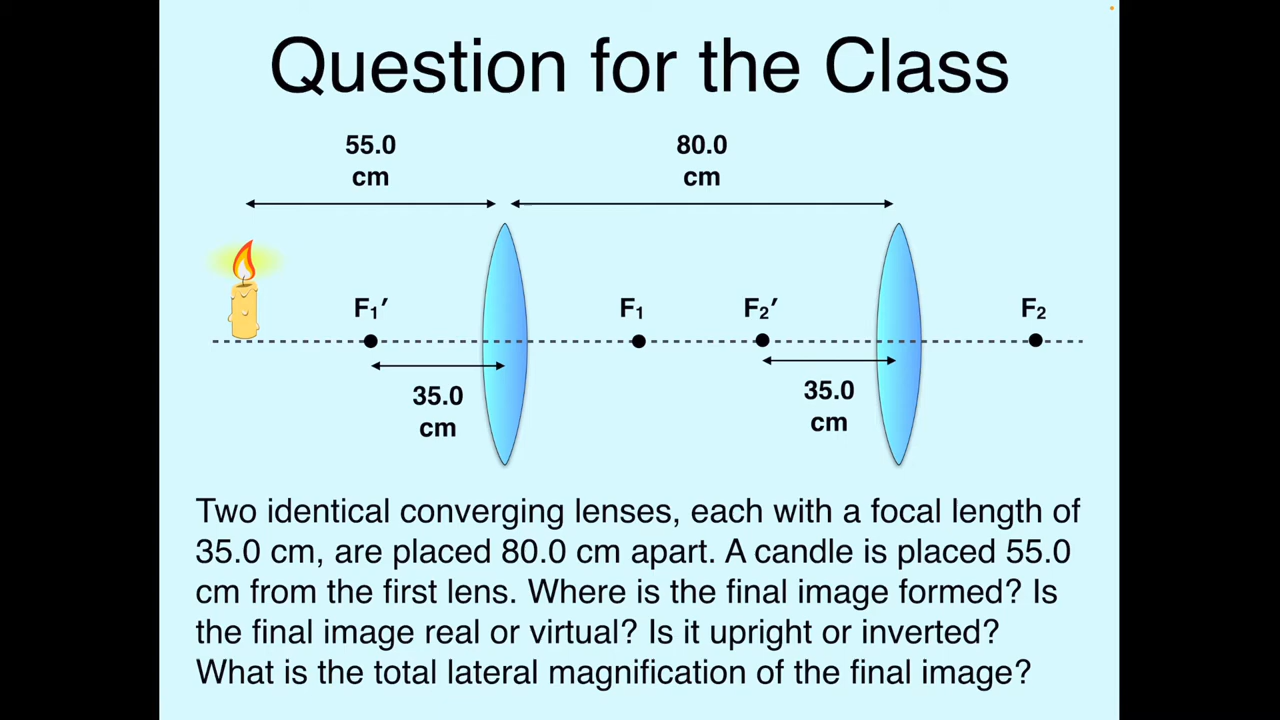 Question for the Class
55.0
cm
80.0
cm
F₁′
F₁
F₂′
F₂
35.0
cm
35.0
cm
Two identical converging lenses, each with a focal length of
35.0 cm, are placed 80.0 cm apart. A candle is placed 55.0
cm from the first lens. Where is the final image formed? Is
the final image real or virtual? Is it upright or inverted?
What is the total lateral magnification of the final image?